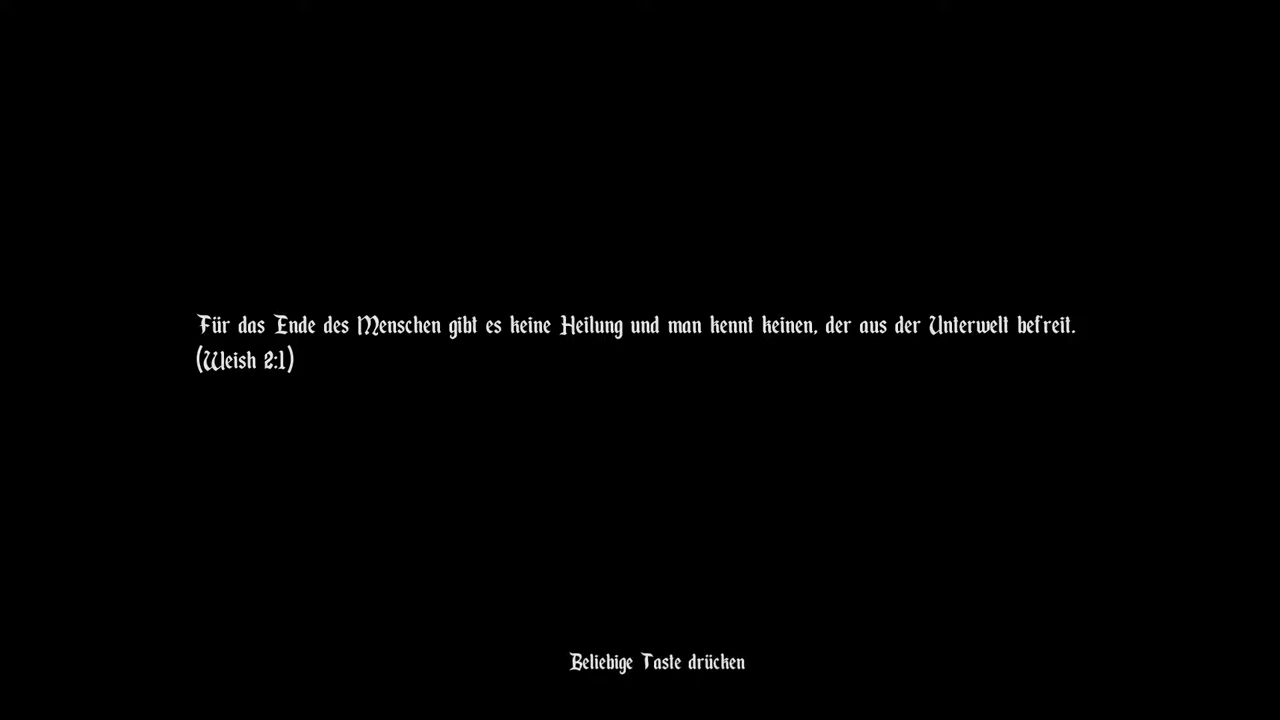 Für das Ende des Menschen gibt es keine Heilung und man kennt keinen, der aus der Unterwelt befreit.
(Weish 2:1)
Beliebige Taste drücken